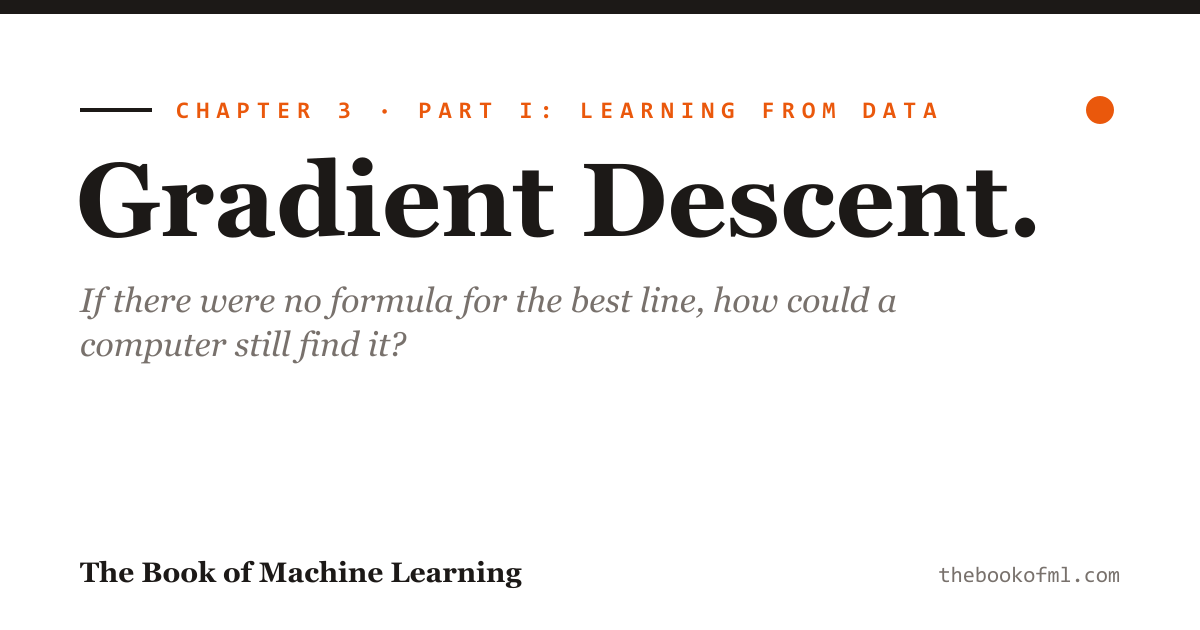 CHAPTER 3 · PART I: LEARNING FROM DATA
Gradient Descent.
If there were no formula for the best line, how could a
computer still find it?
The Book of Machine Learning
thebookofml.com